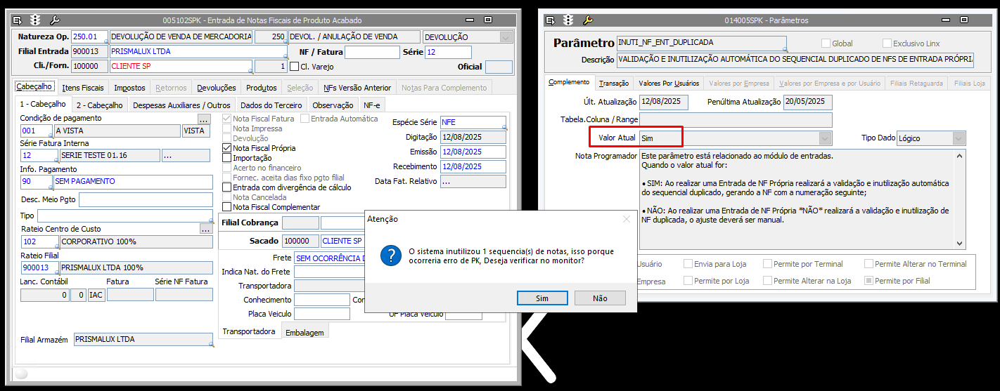 005102SPK - Entrada de Notas Fiscais de Produto Acabado
Natureza Op. 250.01 DEVOLUÇÃO DE VENDA DE MERCADORIA 250 DEVOL. / ANULAÇÃO DE VENDA DEVOLUÇÃO
Filial Entrada 900013 PRISMALUX LTDA NF / Fatura Série 12
Cli./Forn. 100000 CLIENTE SP 1 Cl. Varejo Oficial
Cabeçalho Itens Fiscais Impostos Retornos Devoluções Produtos Seleção NFs Versão Anterior Notas Para Complemento
1 - Cabeçalho 2 - Cabeçalho Despesas Auxiliares / Outros Dados do Terceiro Observação NF-e
Condição de pagamento ...
001 A VISTA VISTA
Série Fatura Interna
12 SERIE TESTE 01.16 ...
Info. Pagamento
90 SEM PAGAMENTO
Desc. Meio Pgto
Tipo
Rateio Centro de Custo ...
102 CORPORATIVO 100%
Rateio Filial
900013 PRISMALUX LTDA 100%
Lanc. Contábil Fatura Série NF Fatura
0 0 IAC
Filial Armazém PRISMALUX LTDA
Nota Fiscal Fatura Entrada Automática
Nota Impressa
Devolução
Nota Fiscal Própria
Importação
Acerto no financeiro
Fornec. aceita dias fixo pgto filial
Entrada com divergência de cálculo
Nota Cancelada
Nota Fiscal Complementar
Espécie Série NFE
Digitação 12/08/2025
Emissão 12/08/2025
Recebimento 12/08/2025
Data Fat. Relativo ...
Filial Cobrança
Sacado 100000 CLIENTE SP
Frete SEM OCORRÊNCIA D
Indica Nat. do Frete
Transportadora
Conhecimento Con
Placa Veiculo UF Placa Veiculo
Transportadora Embalagem
Atenção
O sistema inutilizou 1 sequencia(s) de notas, isso porque
ocorreria erro de PK, Deseja verificar no monitor?
Sim Não
014005SPK - Parâmetros
Parâmetro INUTI_NF_ENT_DUPLICADA Global Exclusivo Linx
Descrição VALIDAÇÃO E INUTILIZAÇÃO AUTOMÁTICA DO SEQUENCIAL DUPLICADO DE NFS DE ENTRADA PRÓPRI
Complemento Transação Valores Por Usuários Valores por Empresa Valores por Empresa e por Usuário Filiais Retaguarda Filiais Loja
Últ. Atualização 12/08/2025 Penúltima Atualização 20/05/2025
Tabela.Coluna / Range
Valor Atual Sim Tipo Dado Lógico
Nota Programador Este parâmetro está relacionado ao módulo de entradas.
Quando o valor atual for:
• SIM: Ao realizar uma Entrada de NF Própria realizará a validação e inutilização automática
do sequencial duplicado, gerando a NF com a numeração seguinte;
• NÃO: Ao realizar uma Entrada de NF Própria *NÃO* realizará a validação e inutilização de
NF duplicada, o ajuste deverá ser manual.
Usuário Envia para Loja Permite por Terminal Permite Alterar no Terminal
Empresa Permite por Loja Permite Alterar na Loja Permite por Filial